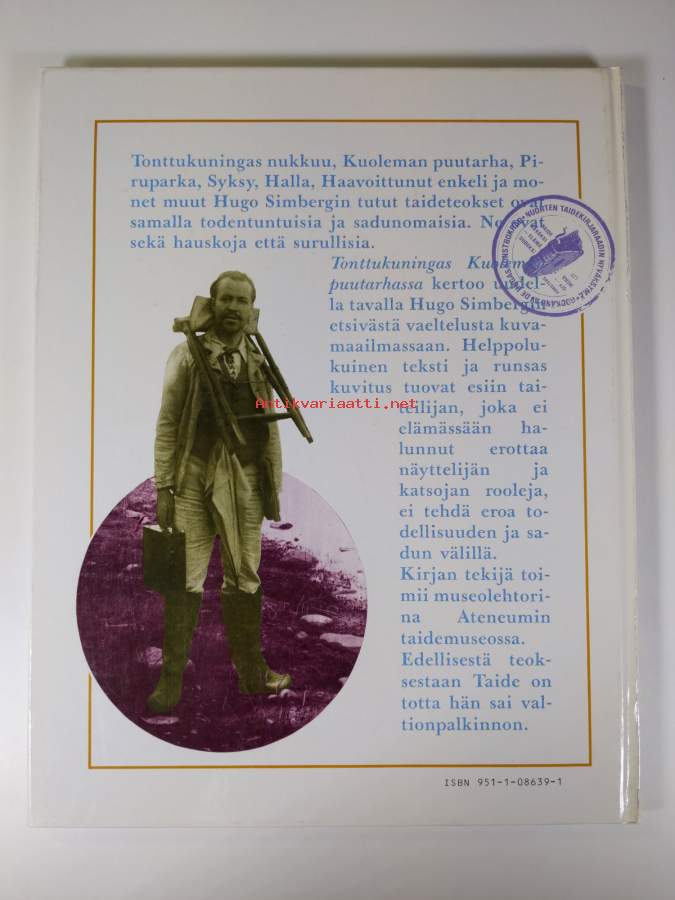 Tonttukuningas nukkuu, Kuoleman puutarha, Pi-
ruparka, Syksy, Halla, Haavoittunut enkeli ja mo-
net muut Hugo Simbergin tutut taideteokset ovat
samalla todentuntuisia ja sadunomaisia. Ne ovat
sekä hauskoja että surullisia.
Tonttukuningas Kuoleman
puutarhassa kertoo uudel-
la tavalla Hugo Simbergin
etsivästä vaeltelusta kuva-
maailmassaan. Helppolu-
kuinen teksti ja runsas
kuvitus tuovat esiin tai-
teilijan, joka ei
elämässään ha-
lunnut erottaa
näyttelijän ja
katsojan rooleja,
ei tehdä eroa to-
dellisuuden ja sa-
dun välillä.
Kirjan tekijä toi-
mii museolehtori-
na Ateneumin
taidemuseossa.
Edellisestä teok-
sestaan Taide on
totta hän sai val-
tionpalkinnon.
NUORTEN TAIDEKIRJARAADIN HYVÄKSYMÄ
Antikvariaatti.net
ISBN 951-1-08639-1